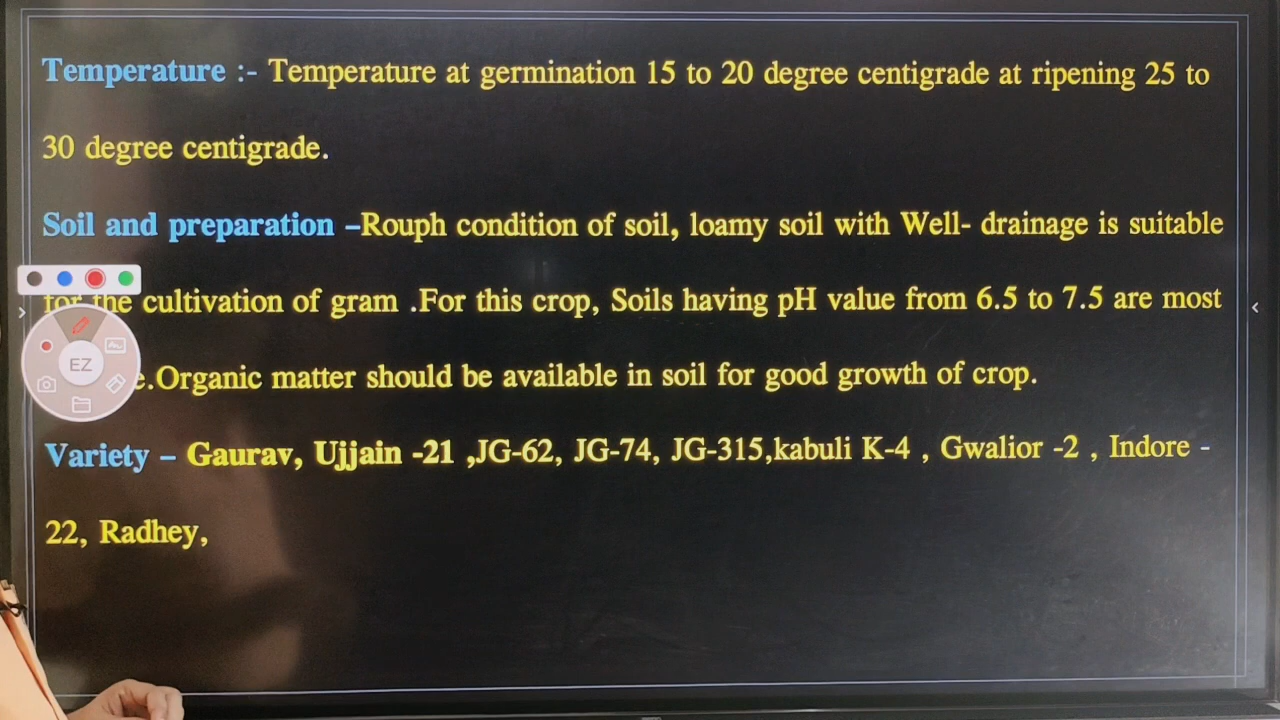 Temperature :- Temperature at germination 15 to 20 degree centigrade at ripening 25 to
30 degree centigrade.
Soil and preparation –Rouph condition of soil, loamy soil with Well- drainage is suitable
for the cultivation of gram .For this crop, Soils having pH value from 6.5 to 7.5 are most
e.Organic matter should be available in soil for good growth of crop.
EZ
Variety – Gaurav, Ujjain -21 ,JG-62, JG-74, JG-315,kabuli K-4 , Gwalior -2 , Indore -
22, Radhey,